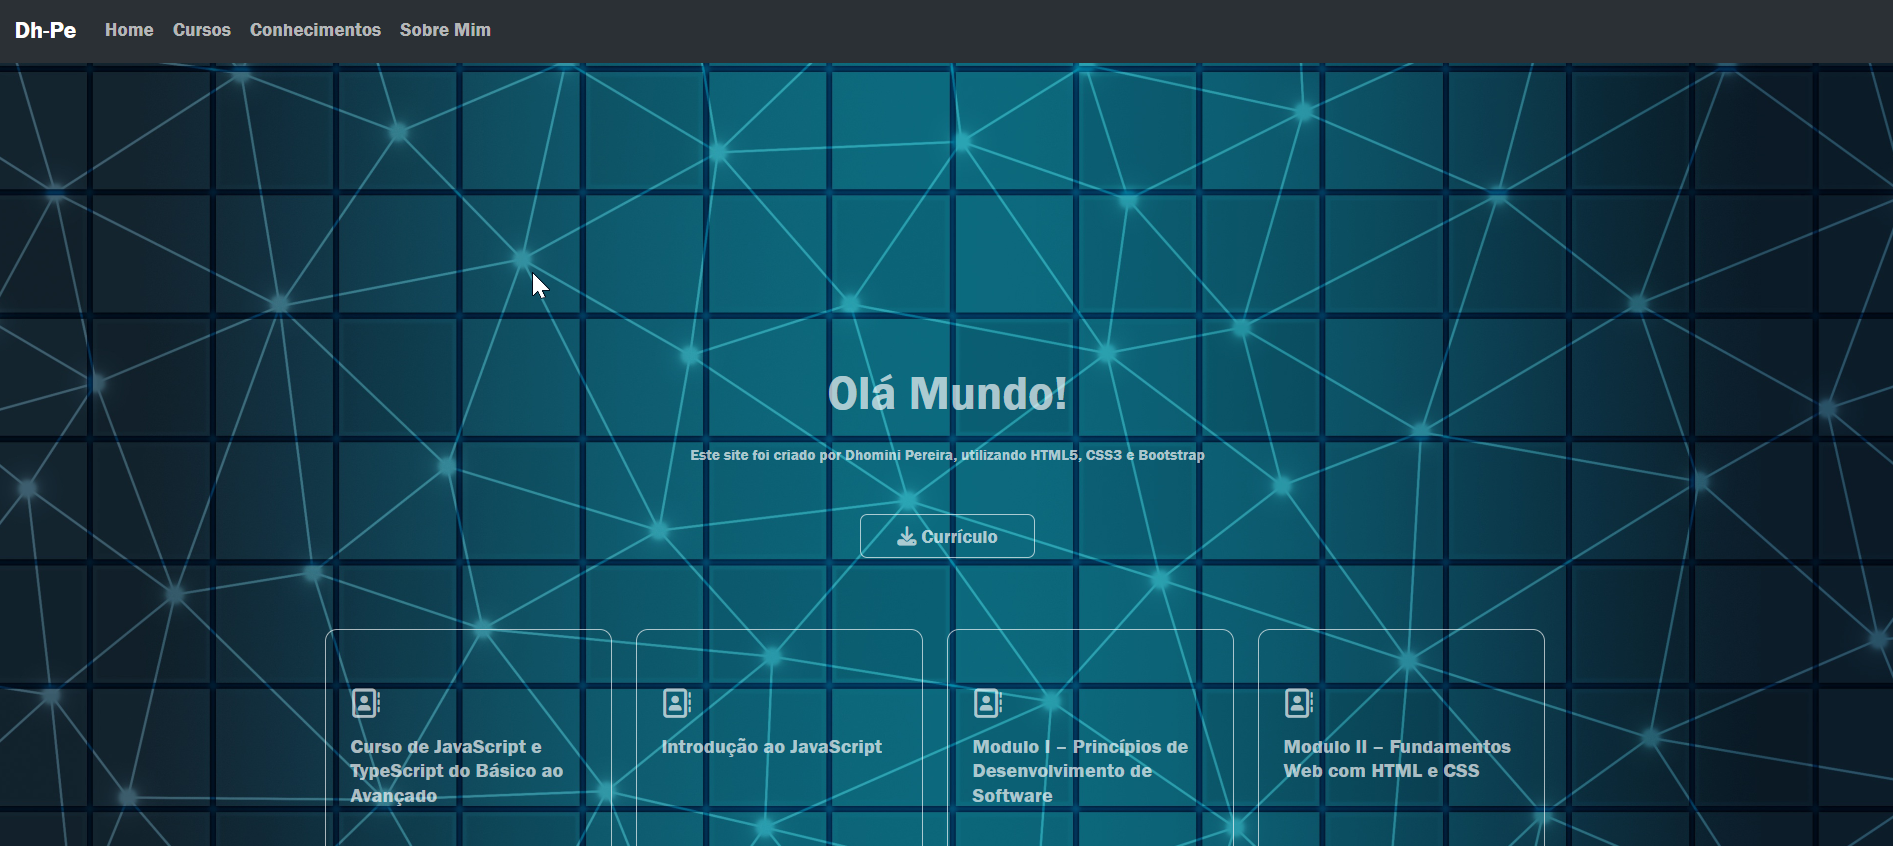 Dh-Pe Home Cursos Conhecimentos Sobre Mim
Olá Mundo!
Este site foi criado por Dhomini Pereira, utilizando HTML5, CSS3 e Bootstrap
Currículo
Curso de JavaScript e
TypeScript do Básico ao
Avançado
Introdução ao JavaScript
Modulo I – Princípios de
Desenvolvimento de
Software
Modulo II – Fundamentos
Web com HTML e CSS